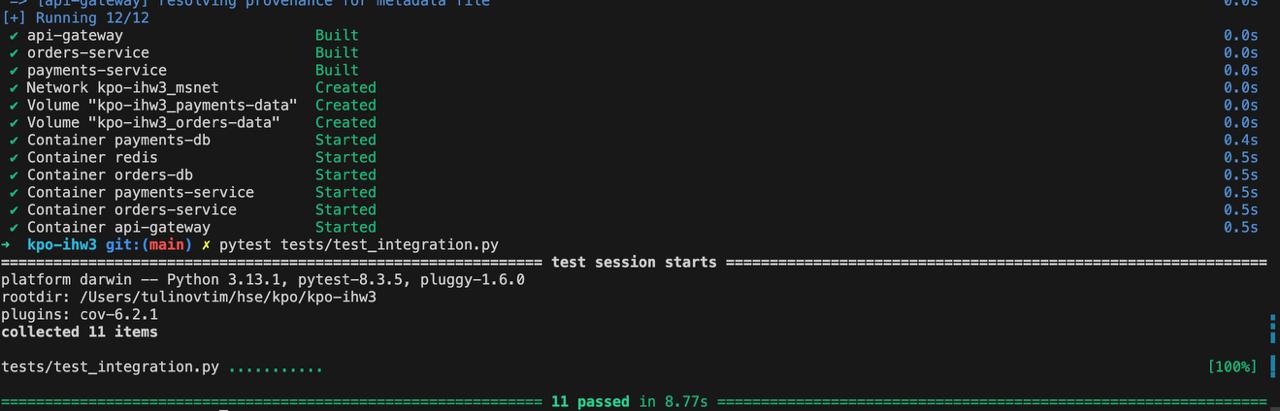 => [api-gateway] resolving provenance for metadata file 0.0s
[+] Running 12/12
✔ api-gateway Built 0.0s
✔ orders-service Built 0.0s
✔ payments-service Built 0.0s
✔ Network kpo-ihw3_msnet Created 0.0s
✔ Volume "kpo-ihw3_payments-data" Created 0.0s
✔ Volume "kpo-ihw3_orders-data" Created 0.0s
✔ Container payments-db Started 0.4s
✔ Container redis Started 0.5s
✔ Container orders-db Started 0.5s
✔ Container payments-service Started 0.5s
✔ Container orders-service Started 0.5s
✔ Container api-gateway Started 0.5s
➜ kpo-ihw3 git:(main) ✗ pytest tests/test_integration.py
============================================================ test session starts ============================================================
platform darwin -- Python 3.13.1, pytest-8.3.5, pluggy-1.6.0
rootdir: /Users/tulinovtim/hse/kpo/kpo-ihw3
plugins: cov-6.2.1
collected 11 items
tests/test_integration.py ........... [100%]
============================================================ 11 passed in 8.77s =============================================================